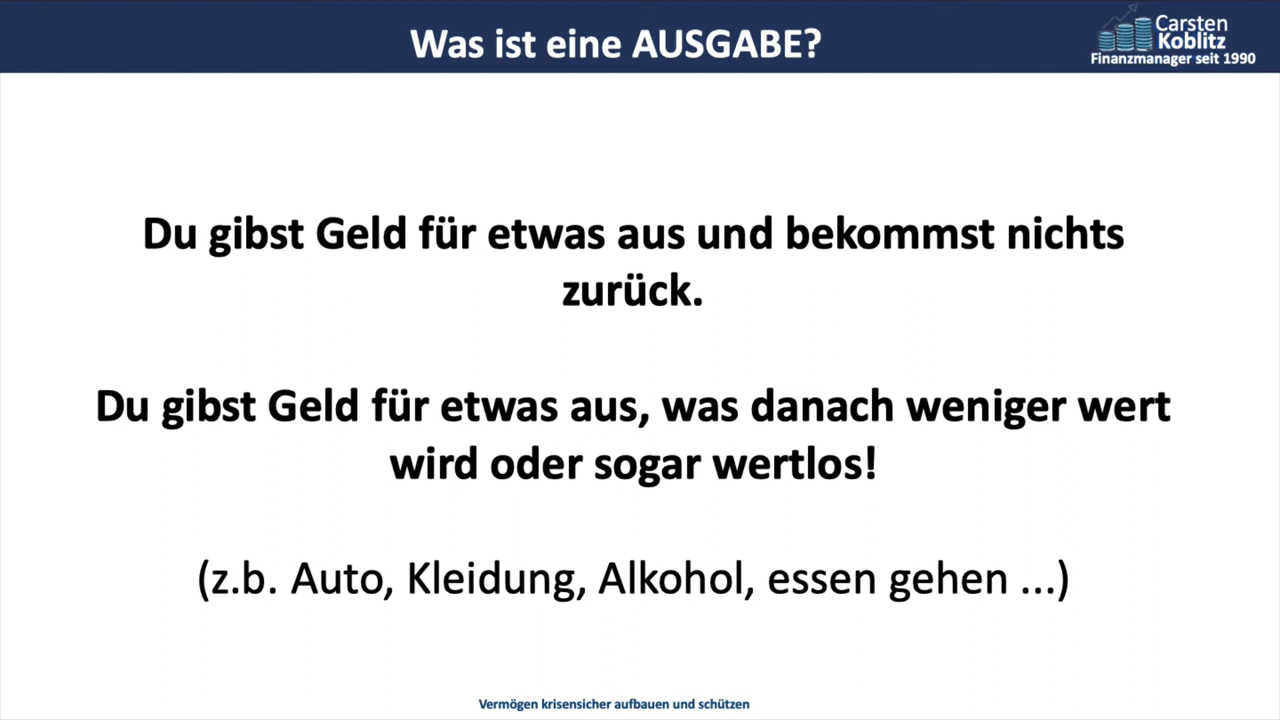 Was ist eine AUSGABE?
Carsten
Koblitz
Finanzmanager seit 1990
Du gibst Geld für etwas aus und bekommst nichts
zurück.
Du gibst Geld für etwas aus, was danach weniger wert
wird oder sogar wertlos!
(z.b. Auto, Kleidung, Alkohol, essen gehen ...)
Vermögen krisensicher aufbauen und schützen